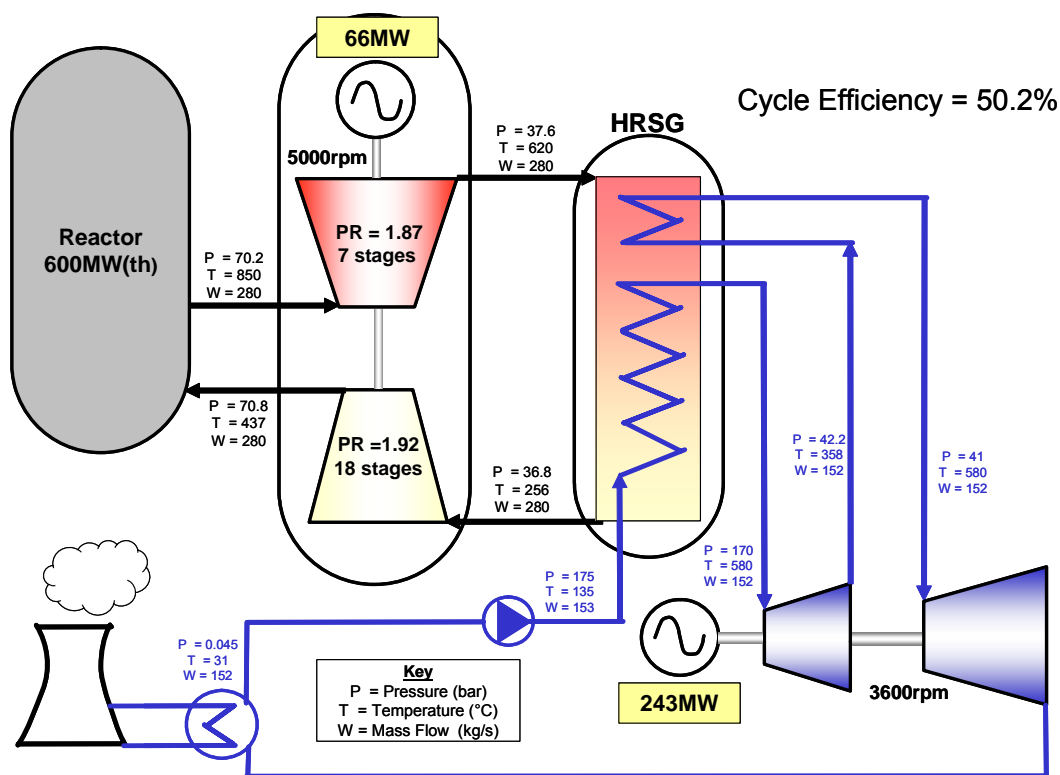 66MW
Cycle Efficiency = 50.2%
HRSG
5000rpm
P = 37.6
T = 620
W = 280
Reactor
600MW(th)
PR = 1.87
7 stages
P = 70.2
T = 850
W = 280
P = 70.8
T = 437
W = 280
PR =1.92
18 stages
P = 36.8
T = 256
W = 280
P = 42.2
T = 358
W = 152
P = 41
T = 580
W = 152
P = 170
T = 580
W = 152
P = 175
T = 135
W = 153
P = 0.045
T = 31
W = 152
Key
P = Pressure (bar)
T = Temperature (°C)
W = Mass Flow (kg/s)
243MW
3600rpm